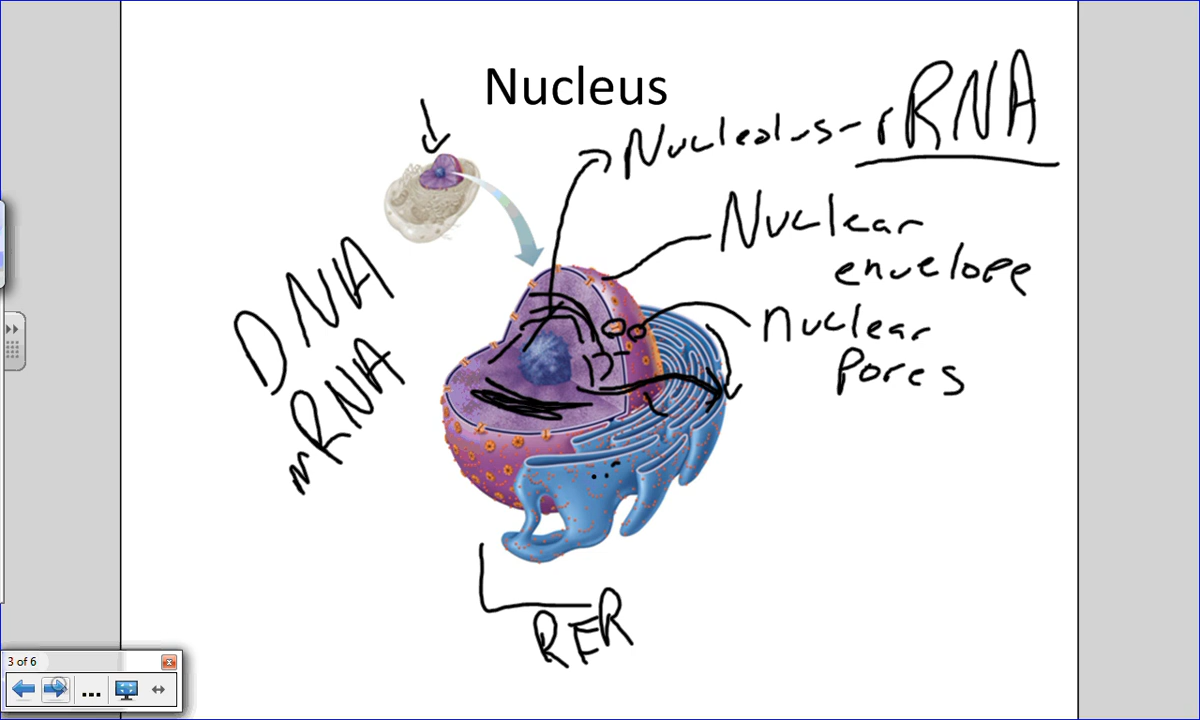 Nucleus
Nucleolus - rRNA
Nuclear
envelope
nuclear
pores
DNA
mRNA
RER
3 of 6
...